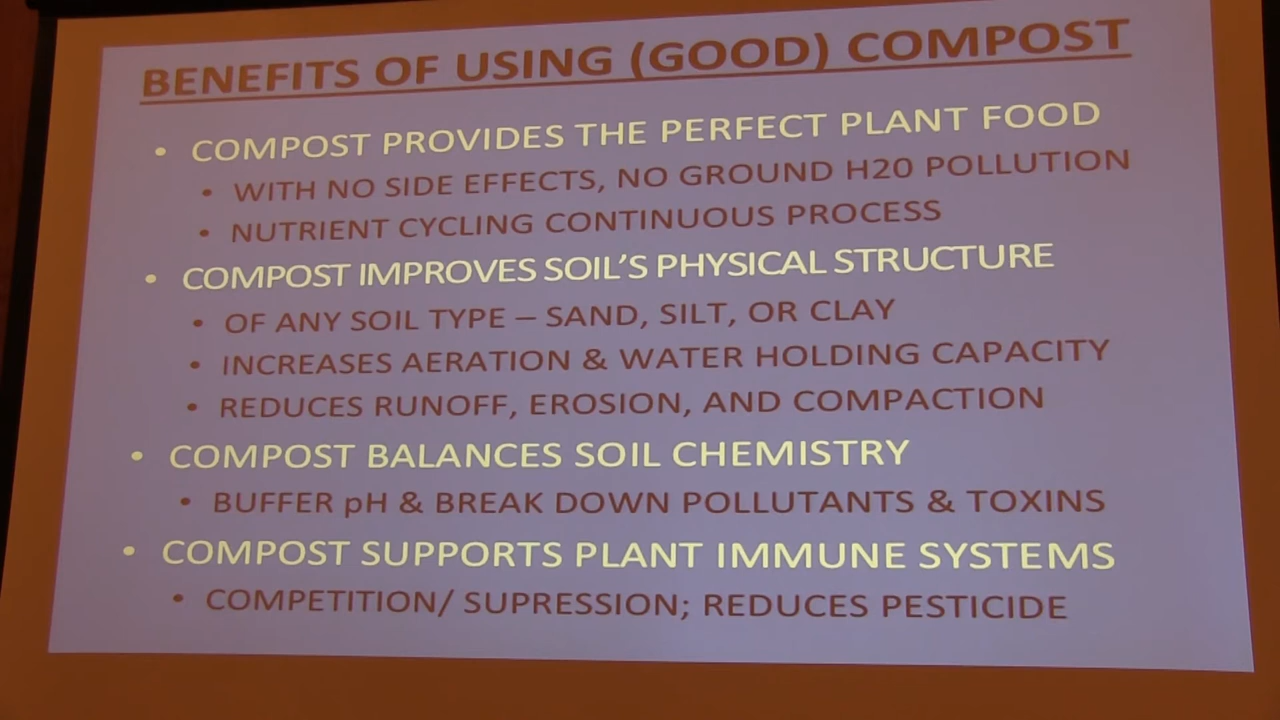 BENEFITS OF USING (GOOD) COMPOST
• COMPOST PROVIDES THE PERFECT PLANT FOOD
• WITH NO SIDE EFFECTS, NO GROUND H20 POLLUTION
• NUTRIENT CYCLING CONTINUOUS PROCESS
• COMPOST IMPROVES SOIL'S PHYSICAL STRUCTURE
• OF ANY SOIL TYPE – SAND, SILT, OR CLAY
• INCREASES AERATION & WATER HOLDING CAPACITY
• REDUCES RUNOFF, EROSION, AND COMPACTION
• COMPOST BALANCES SOIL CHEMISTRY
• BUFFER pH & BREAK DOWN POLLUTANTS & TOXINS
• COMPOST SUPPORTS PLANT IMMUNE SYSTEMS
• COMPETITION/ SUPRESSION; REDUCES PESTICIDE